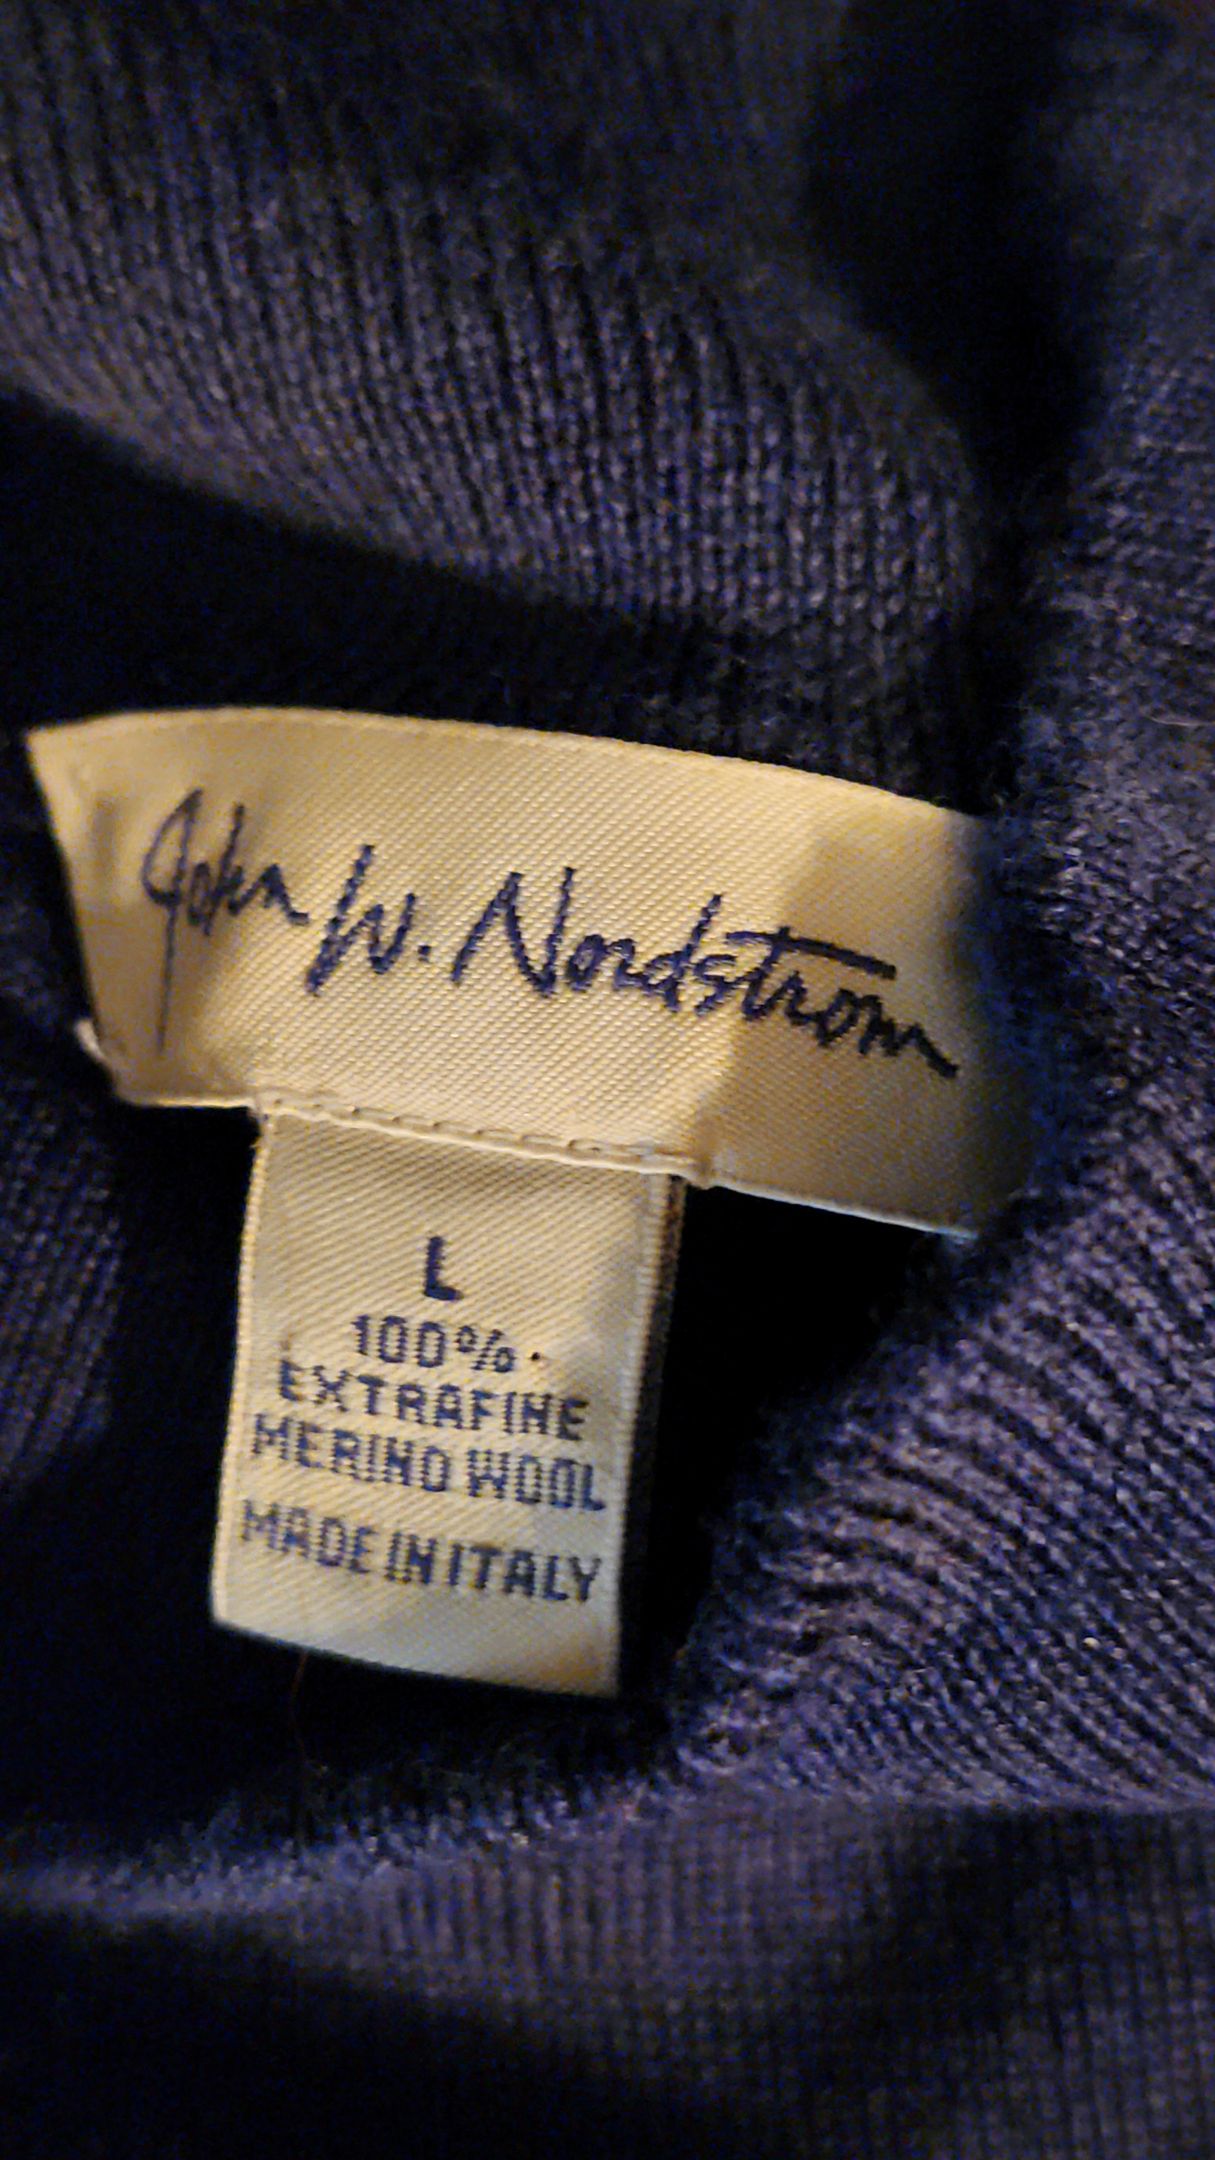 John W. Nordstrom
L
100%
EXTRAFINE
MERINO WOOL
MADE IN ITALY